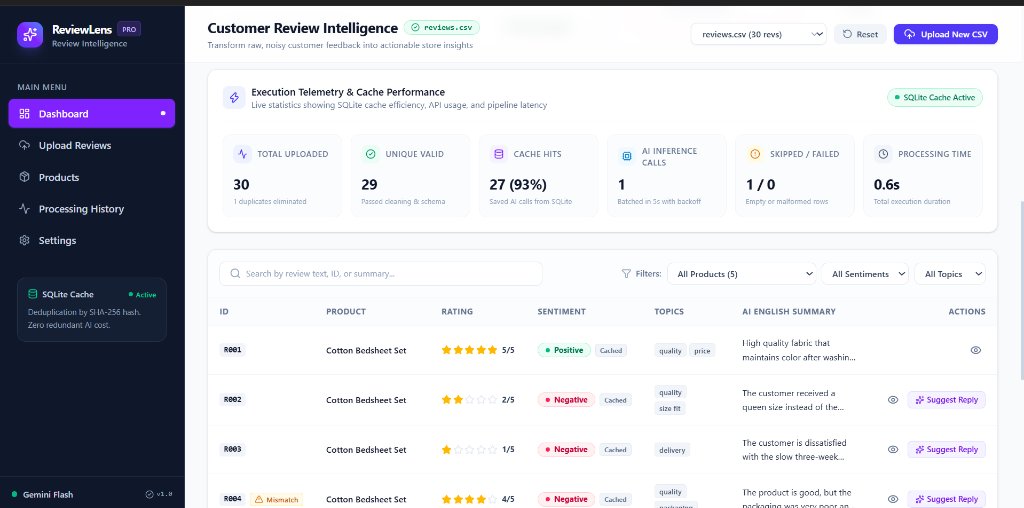 ReviewLens PRO
Review Intelligence
MAIN MENU
Dashboard
Upload Reviews
Products
Processing History
Settings
SQLite Cache Active
Deduplication by SHA-256 hash.
Zero redundant AI cost.
Gemini Flash v1.0
Customer Review Intelligence reviews.csv
Transform raw, noisy customer feedback into actionable store insights
reviews.csv (30 revs) Reset Upload New CSV
Execution Telemetry & Cache Performance
Live statistics showing SQLite cache efficiency, API usage, and pipeline latency
SQLite Cache Active
TOTAL UPLOADED
30
1 duplicates eliminated
UNIQUE VALID
29
Passed cleaning & schema
CACHE HITS
27 (93%)
Saved AI calls from SQLite
AI INFERENCE
CALLS
1
Batched in 5s with backoff
SKIPPED / FAILED
1 / 0
Empty or malformed rows
PROCESSING TIME
0.6s
Total execution duration
Search by review text, ID, or summary...
Filters: All Products (5) All Sentiments All Topics
ID PRODUCT RATING SENTIMENT TOPICS AI ENGLISH SUMMARY ACTIONS
R001 Cotton Bedsheet Set 5/5 Positive Cached quality price
High quality fabric that
maintains color after washin...
R002 Cotton Bedsheet Set 2/5 Negative Cached
quality
size fit
The customer received a
queen size instead of the...
Suggest Reply
R003 Cotton Bedsheet Set 1/5 Negative Cached delivery
The customer is dissatisfied
with the slow three-week...
Suggest Reply
R004 Mismatch Cotton Bedsheet Set 4/5 Negative Cached
quality
packaging
The product is good, but the
packaging was very poor an
Suggest Reply